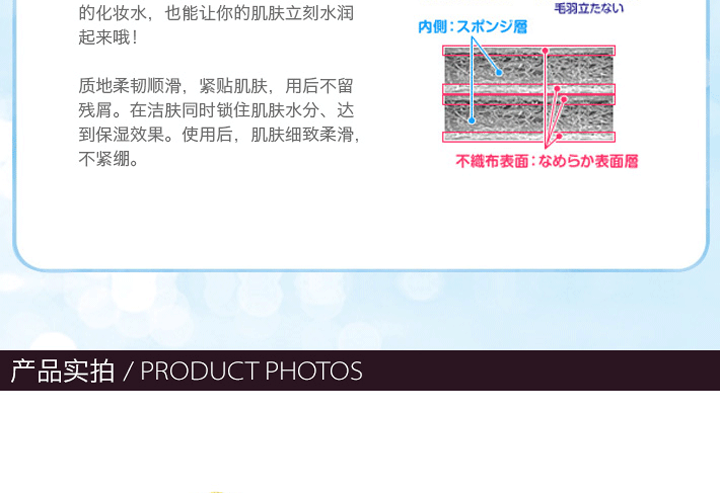 的化妆水，也能让你的肌肤立刻水润
起来哦！
质地柔韧顺滑，紧贴肌肤，用后不留
残屑。在洁肤同时锁住肌肤水分、达
到保湿效果。使用后，肌肤细致柔滑，
不紧绷。
毛羽立たない
内側：スポンジ層
不織布表面：なめらか表面層
产品实拍 / PRODUCT PHOTOS